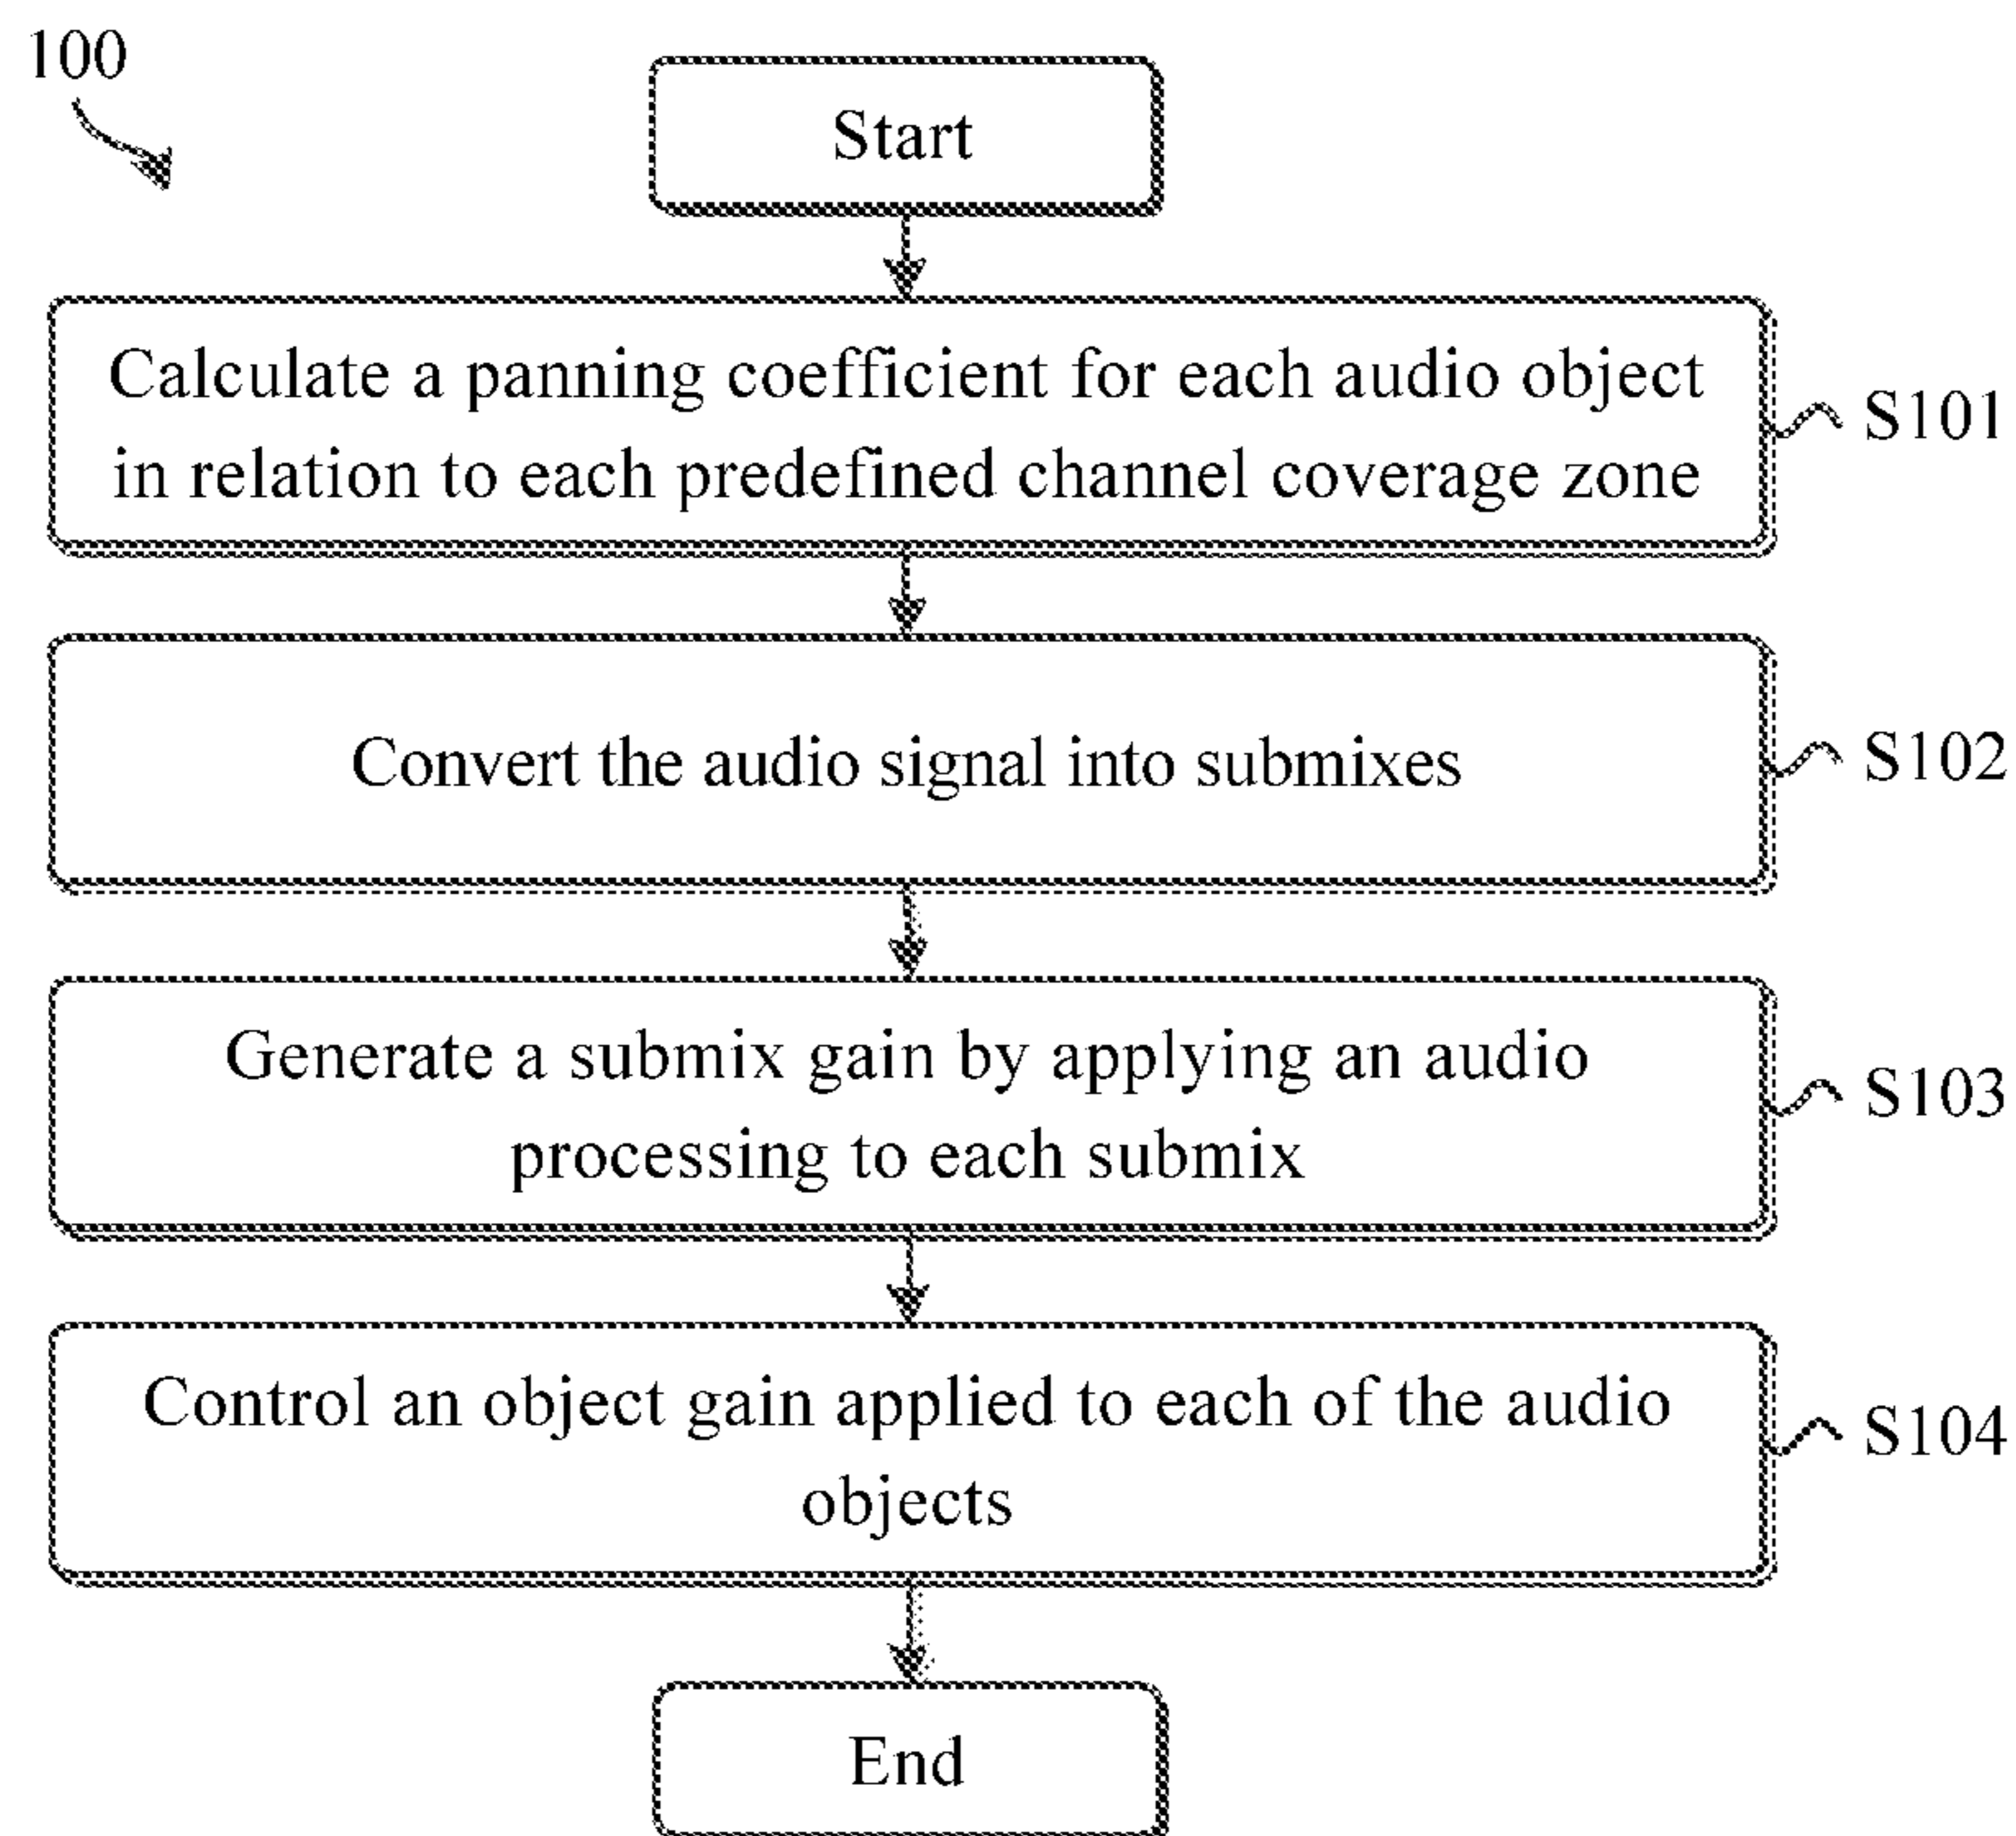 100
Start
Calculate a panning coefficient for each audio object
in relation to each predefined channel coverage zone
S101
Convert the audio signal into submixes
S102
Generate a submix gain by applying an audio
processing to each submix
S103
Control an object gain applied to each of the audio
objects
S104
End